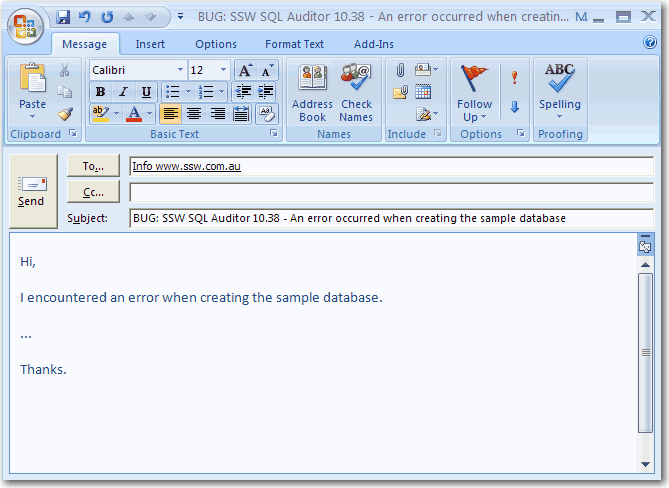 BUG: SSW SQL Auditor 10.38 - An error occurred when creatin... M...
Message Insert Options Format Text Add-Ins
Calibri 12
Paste
B I U
ab A
Address Book
Check Names
Follow Up
ABC
Spelling
Clipboard Basic Text Names Include Options Proofing
To... Info www.ssw.com.au
Cc...
Send
Subject: BUG: SSW SQL Auditor 10.38 - An error occurred when creating the sample database
Hi,
I encountered an error when creating the sample database.
...
Thanks.